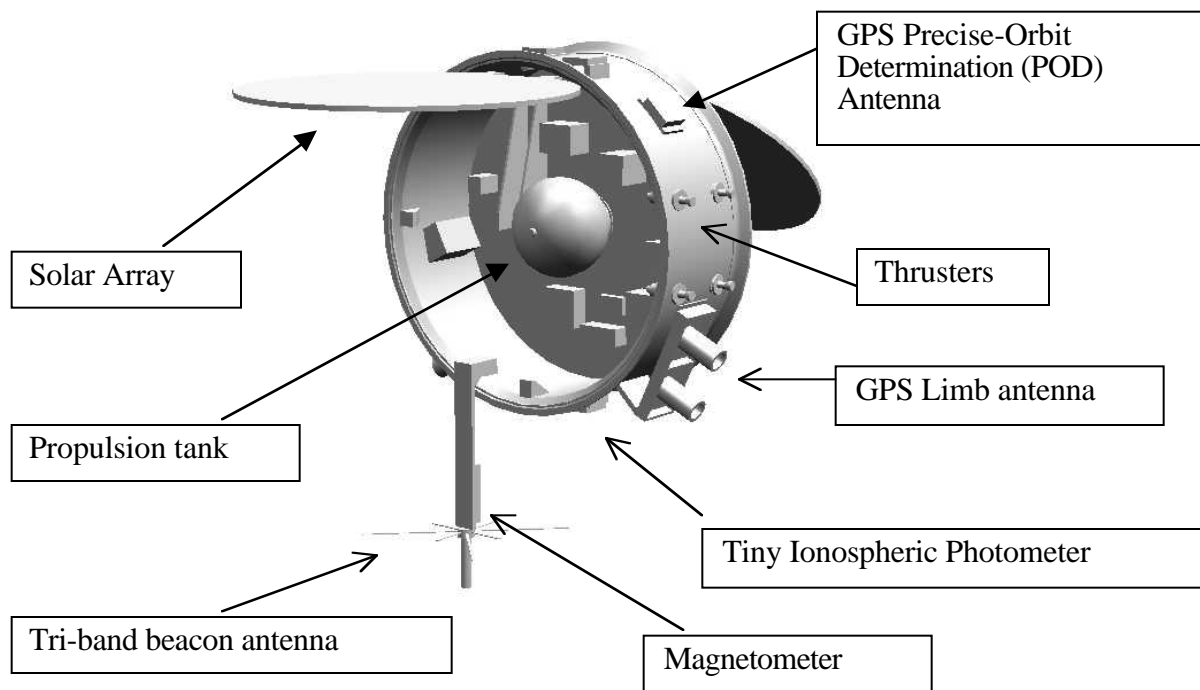 GPS Precise-Orbit
Determination (POD)
Antenna
Solar Array
Thrusters
GPS Limb antenna
Propulsion tank
Tiny Ionospheric Photometer
Tri-band beacon antenna
Magnetometer